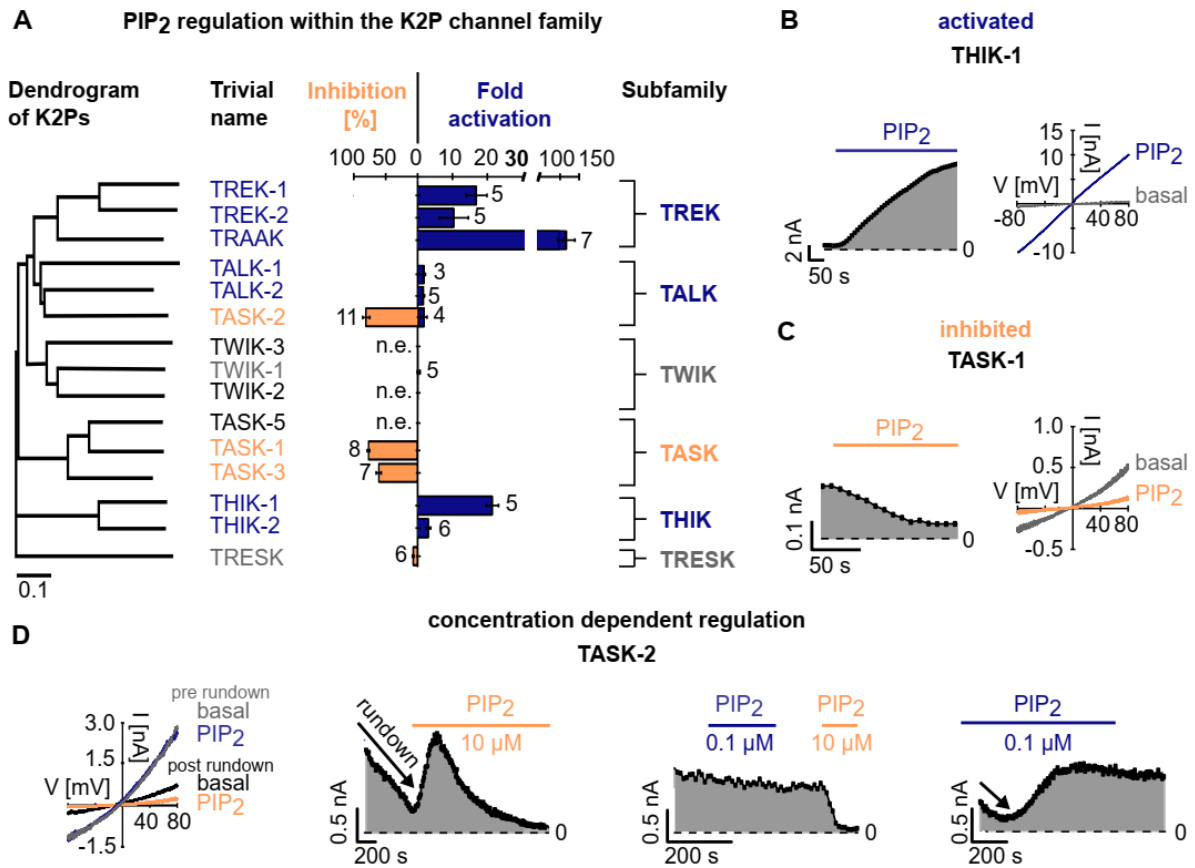 A
PIP2 regulation within the K2P channel family
Dendrogram of K2Ps
Trivial name
Inhibition [%]
Fold activation
Subfamily
100 50 0 10 20 30 100 150
TREK-1 5
TREK-2 5
TRAAK 7
TREK
TALK-1 3
TALK-2 5
TASK-2 11 4
TALK
TWIK-3 n.e.
TWIK-1 5
TWIK-2 n.e.
TWIK
TASK-5 n.e.
TASK-1 8
TASK-3 7
TASK
THIK-1 5
THIK-2 6
THIK
TRESK 6
TRESK
0.1
B
activated
THIK-1
PIP2
2 nA
50 s
0
I [nA]
15
10
PIP2
V [mV]
basal
-80 40 80
-10
C
inhibited
TASK-1
PIP2
0.1 nA
50 s
0
I [nA]
1.0
0.5
basal
V [mV]
PIP2
40 80
-0.5
D
concentration dependent regulation
TASK-2
pre rundown
basal
PIP2
I [nA]
3.0
1.5
post rundown
basal
PIP2
V [mV]
40 80
-1.5
rundown
PIP2
10 µM
0.5 nA
200 s
0
PIP2 PIP2
0.1 µM 10 µM
0.5 nA
200 s
0
PIP2
0.1 µM
0.5 nA
200 s
0